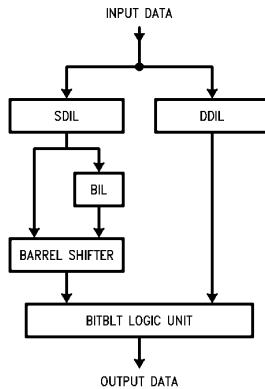 INPUT DATA
SDIL
DDIL
BIL
BARREL SHIFTER
BITBLT LOGIC UNIT
OUTPUT DATA